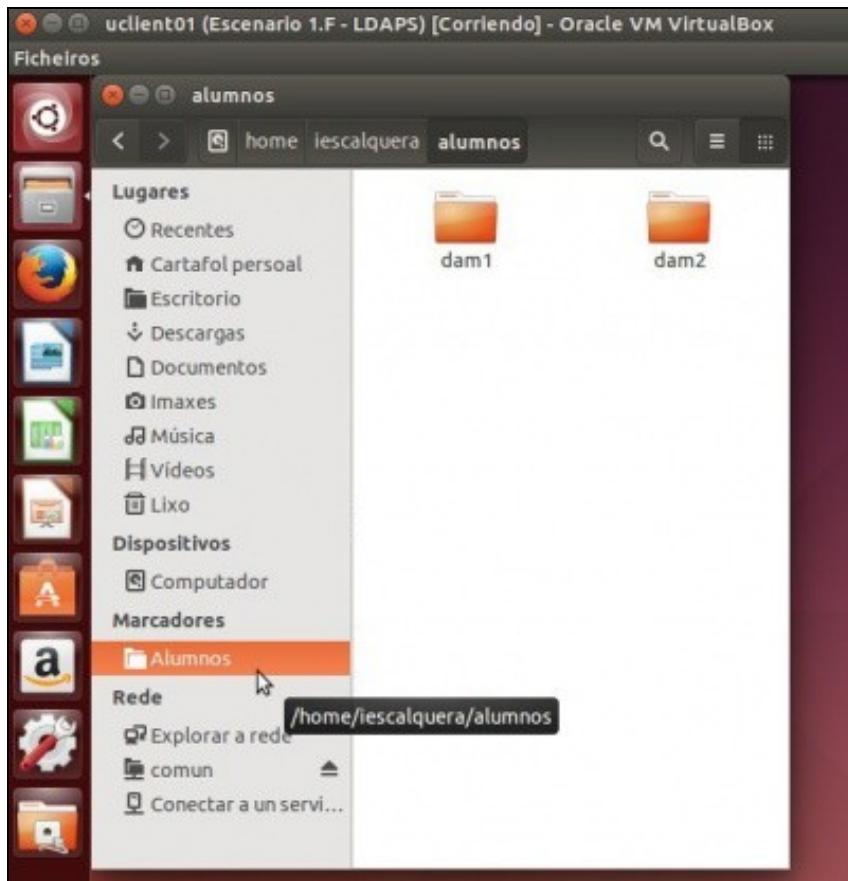 uclient01 (Escenario 1.F - LDAPS) [Corriendo] - Oracle VM VirtualBox
Ficheiros
alumnos
home iescalquera alumnos
Lugares
Recentes
Cartafol persoal
Escritorio
Descargas
Documentos
Imaxes
Música
Vídeos
Lixo
Dispositivos
Computador
Marcadores
Alumnos
Rede
Explorar a rede
comun
Conectar a un servi...
dam1 dam2
/home/iescalquera/alumnos